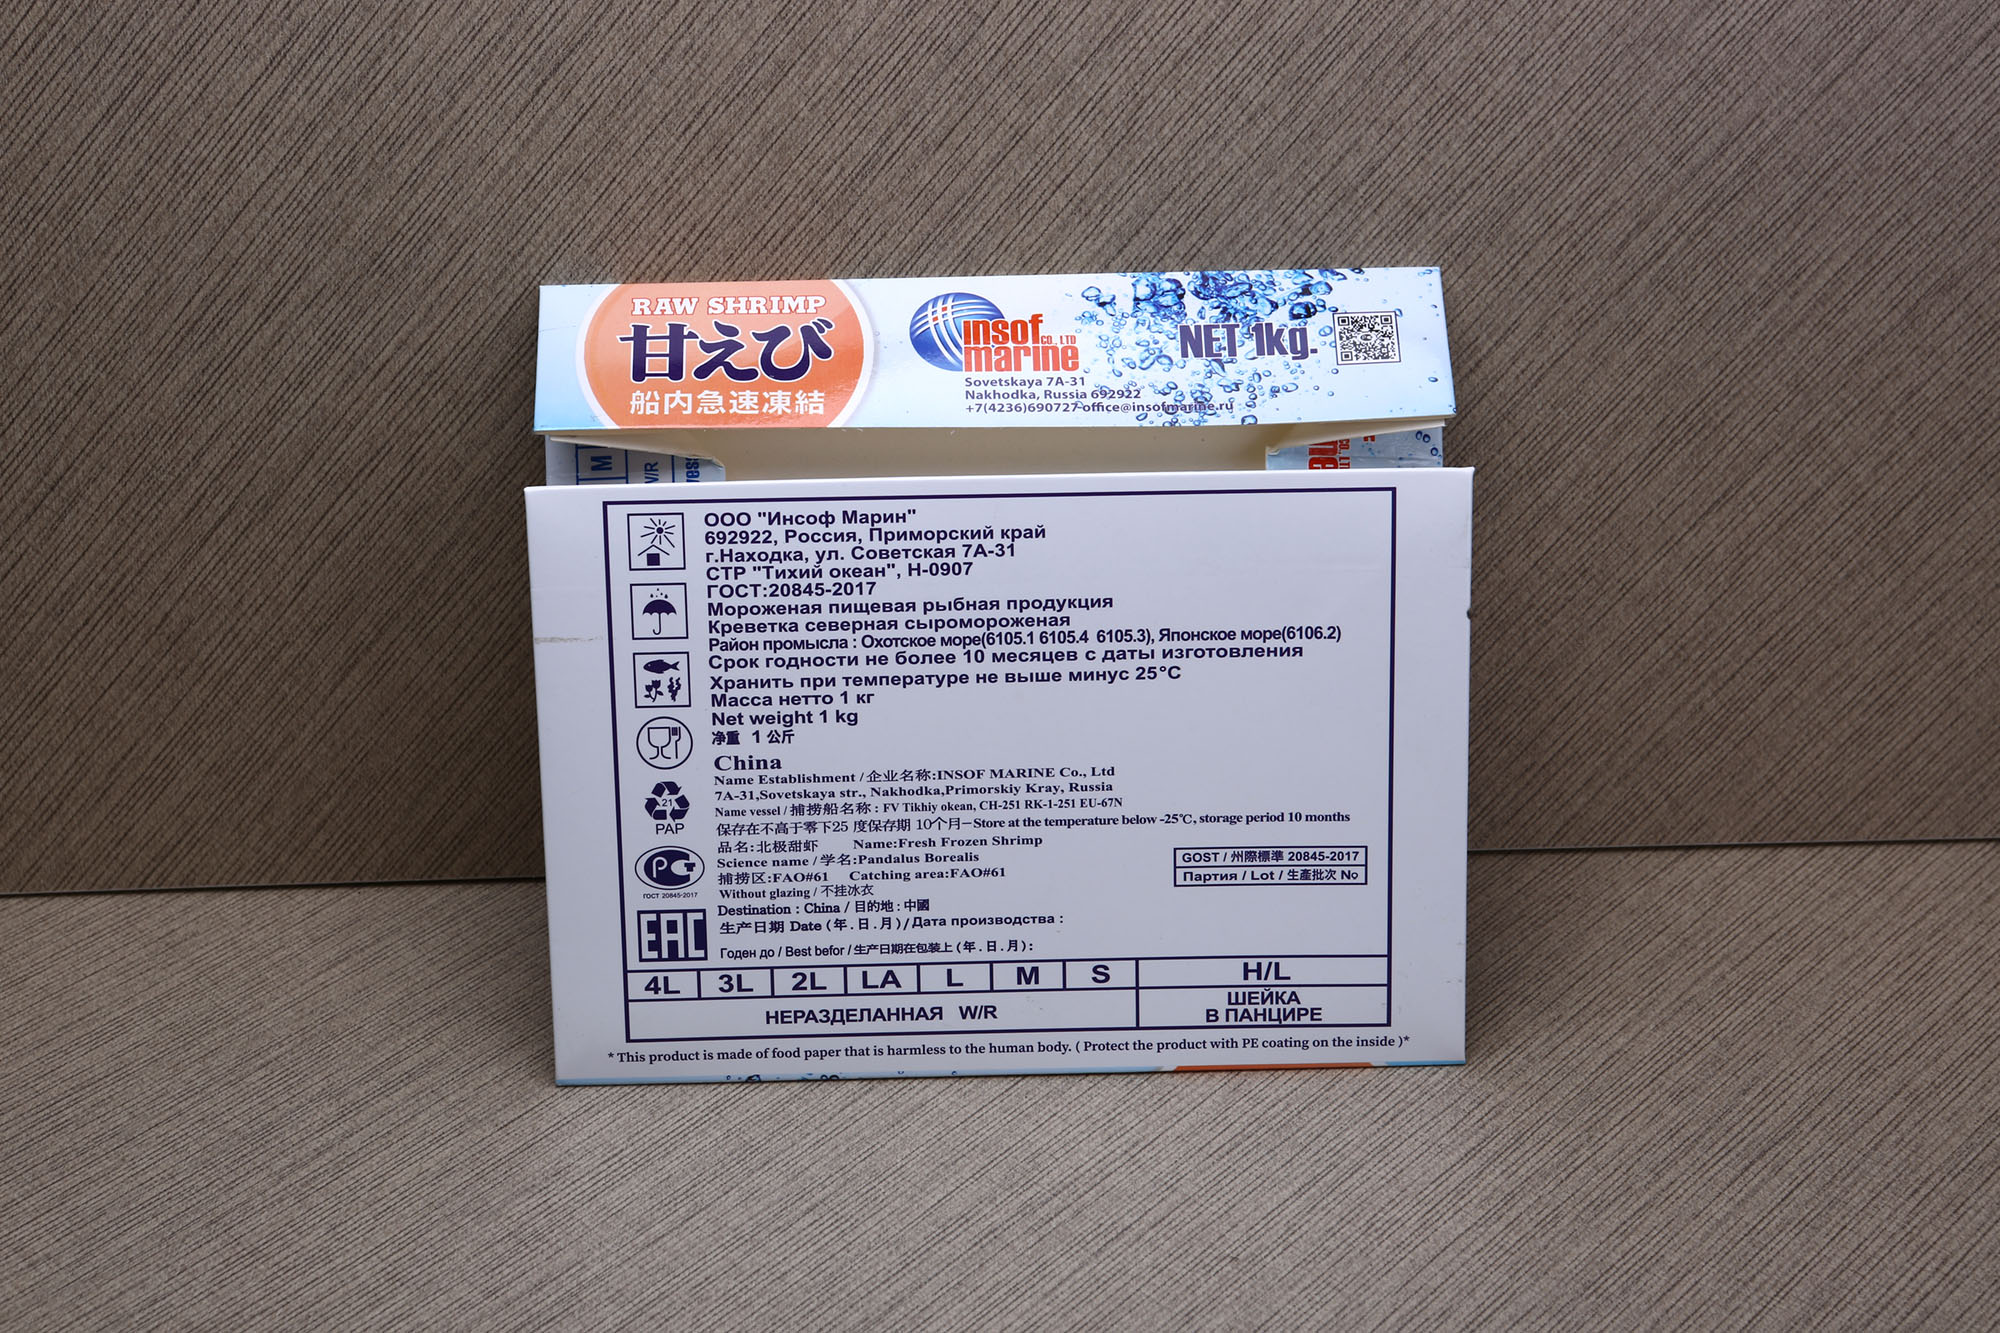 RAW SHRIMP
甘えび
船内急速凍結
insof
CO., LTD
marine
Sovetskaya 7A-31
Nakhodka, Russia 692922
+7(4236)690727 office@insofmarine.ru
NET 1kg.
M
ООО "Инсоф Марин"
692922, Россия, Приморский край
г.Находка, ул. Советская 7А-31
СТР "Тихий океан", Н-0907
ГОСТ:20845-2017
Мороженая пищевая рыбная продукция
Креветка северная сыромороженая
Район промысла : Охотское море(6105.1 6105.4 6105.3), Японское море(6106.2)
Срок годности не более 10 месяцев с даты изготовления
Хранить при температуре не выше минус 25°С
Масса нетто 1 кг
Net weight 1 kg
净重 1 公斤
China
Name Establishment / 企业名称:INSOF MARINE Co., Ltd
7A-31,Sovetskaya str., Nakhodka,Primorskiy Kray, Russia
Name vessel / 捕捞船名称 : FV Tikhiy okean, CH-251 RK-1-251 EU-67N
保存在不高于零下25 度保存期 10个月—Store at the temperature below -25℃, storage period 10 months
品名:北极甜虾 Name:Fresh Frozen Shrimp
Science name / 学名:Pandalus Borealis
捕捞区:FAO#61 Catching area:FAO#61
Without glazing / 不挂冰衣
Destination : China / 目的地 : 中國
生产日期 Date (年 . 日 . 月) / Дата производства :
Годен до / Best befor / 生产日期在包装上 (年 . 日 . 月) :
GOST / 州際標準 20845-2017
Партия / Lot / 生產批次 No
21
PAP
РСТ
ГОСТ 20845-2017
EAC
4L 3L 2L LA L M S H/L
НЕРАЗДЕЛАННАЯ W/R
ШЕЙКА
В ПАНЦИРЕ
* This product is made of food paper that is harmless to the human body. ( Protect the product with PE coating on the inside )*